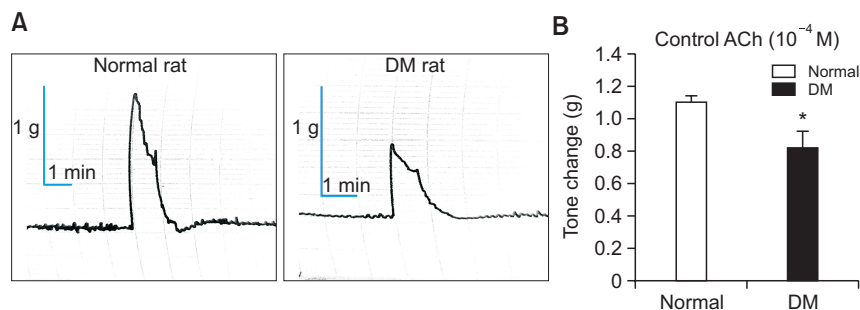 A
Normal rat
1 g
1 min
DM rat
1 g
1 min
B
Control ACh (10⁻⁴ M)
Normal
DM
Tone change (g)
1.4
1.2
1.0
0.8
0.6
0.4
0.2
0
*
Normal
DM